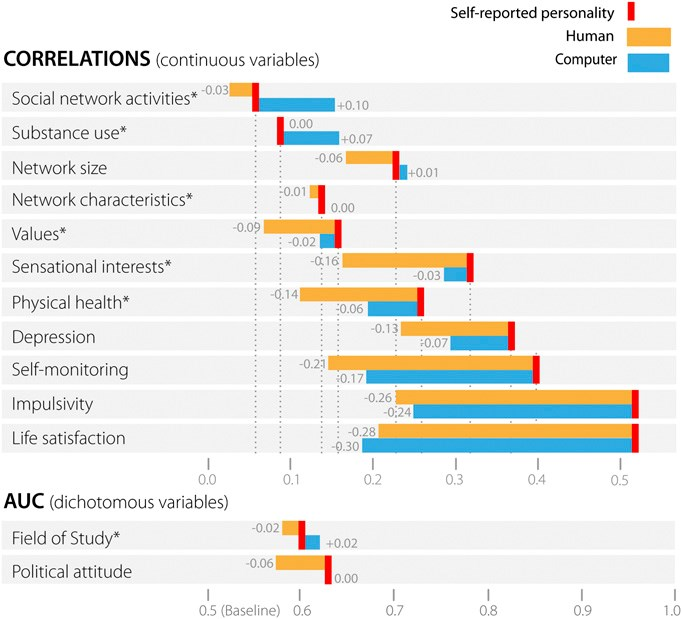 Self-reported personality
Human
Computer
CORRELATIONS (continuous variables)
Social network activities* -0.03 +0.10
Substance use* 0.00 +0.07
Network size -0.06 +0.01
Network characteristics* -0.01 0.00
Values* -0.09 -0.02
Sensational interests* -0.16 -0.03
Physical health* -0.14 -0.06
Depression -0.13 -0.07
Self-monitoring -0.21 -0.17
Impulsivity -0.26 -0.24
Life satisfaction -0.28 -0.30
0.0 0.1 0.2 0.3 0.4 0.5
AUC (dichotomous variables)
Field of Study* -0.02 +0.02
Political attitude -0.06 0.00
0.5 (Baseline) 0.6 0.7 0.8 0.9 1.0